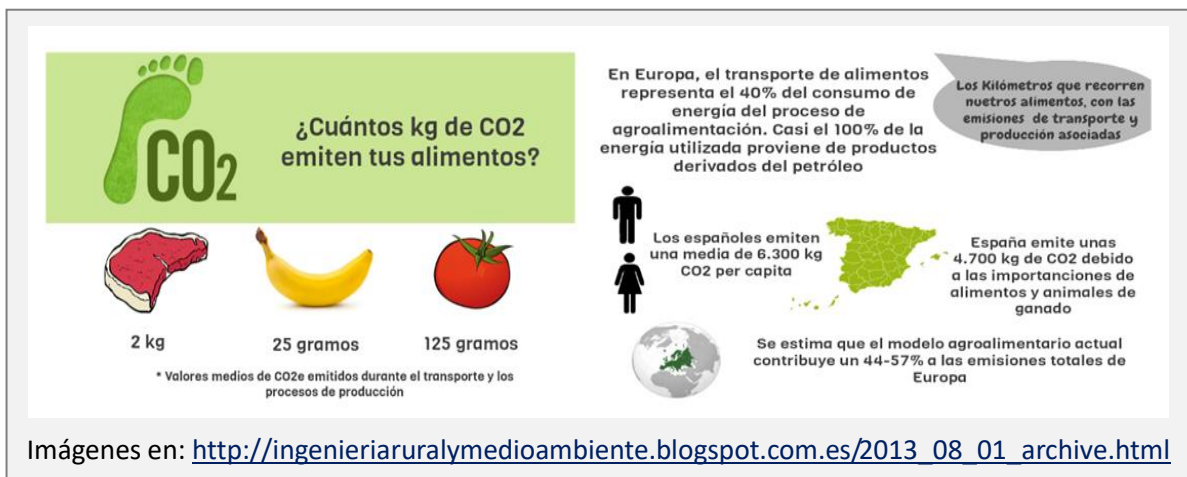 CO2
¿Cuántos kg de CO2
emiten tus alimentos?
2 kg
25 gramos
125 gramos
* Valores medios de CO2e emitidos durante el transporte y los
procesos de producción
En Europa, el transporte de alimentos
representa el 40% del consumo de
energía del proceso de
agroalimentación. Casi el 100% de la
energía utilizada proviene de productos
derivados del petróleo
Los Kilómetros que recorren
nuetros alimentos, con las
emisiones de transporte y
producción asociadas
Los españoles emiten
una media de 6.300 kg
CO2 per capita
España emite unas
4.700 kg de CO2 debido
a las importanciones de
alimentos y animales de
ganado
Se estima que el modelo agroalimentario actual
contribuye un 44-57% a las emisiones totales de
Europa
Imágenes en: http://ingenieriaruralymedioambiente.blogspot.com.es/2013_08_01_archive.html